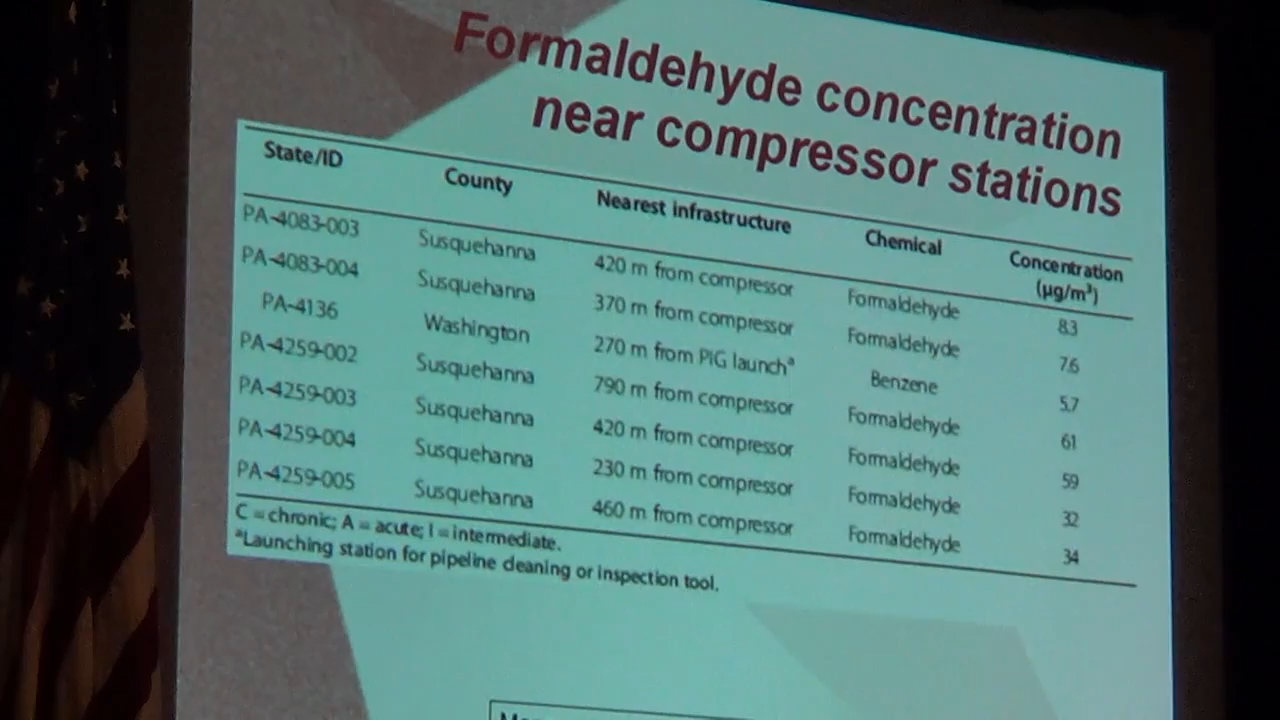 Formaldehyde concentration
near compressor stations
State/ID County Nearest infrastructure Chemical Concentration (µg/m³)
PA-4083-003 Susquehanna 420 m from compressor Formaldehyde 8.3
PA-4083-004 Susquehanna 370 m from compressor Formaldehyde 7.6
PA-4136 Washington 270 m from PIG launchª Benzene 5.7
PA-4259-002 Susquehanna 790 m from compressor Formaldehyde 61
PA-4259-003 Susquehanna 420 m from compressor Formaldehyde 59
PA-4259-004 Susquehanna 230 m from compressor Formaldehyde 32
PA-4259-005 Susquehanna 460 m from compressor Formaldehyde 34
C = chronic; A = acute; I = intermediate.
ªLaunching station for pipeline cleaning or inspection tool.